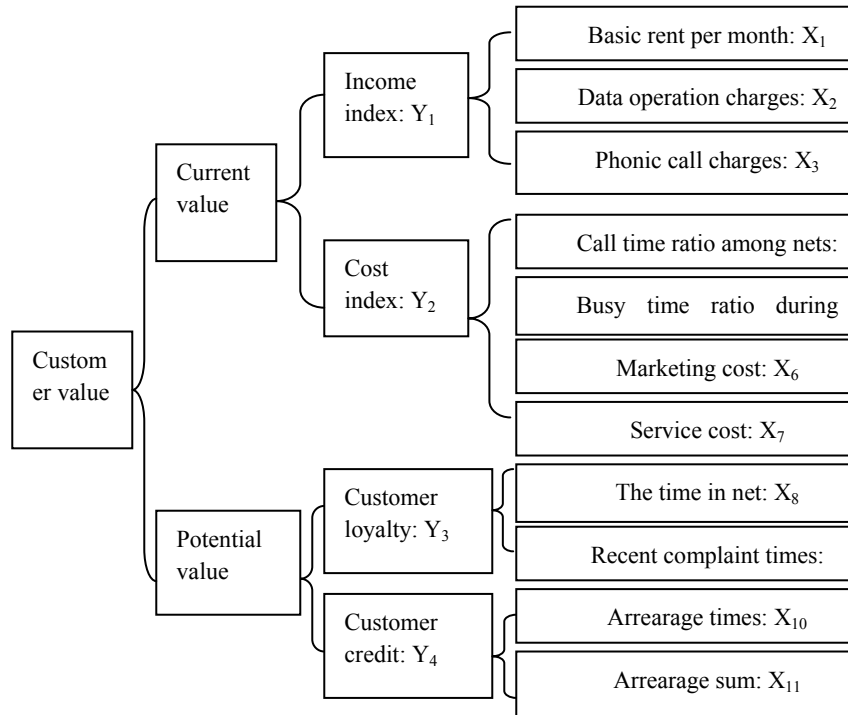 Custom
er value
Current
value
Potential
value
Income
index: Y₁
Cost
index: Y₂
Customer
loyalty: Y₃
Customer
credit: Y₄
Basic rent per month: X₁
Data operation charges: X₂
Phonic call charges: X₃
Call time ratio among nets:
Busy time ratio during
Marketing cost: X₆
Service cost: X₇
The time in net: X₈
Recent complaint times:
Arrearage times: X₁₀
Arrearage sum: X₁₁